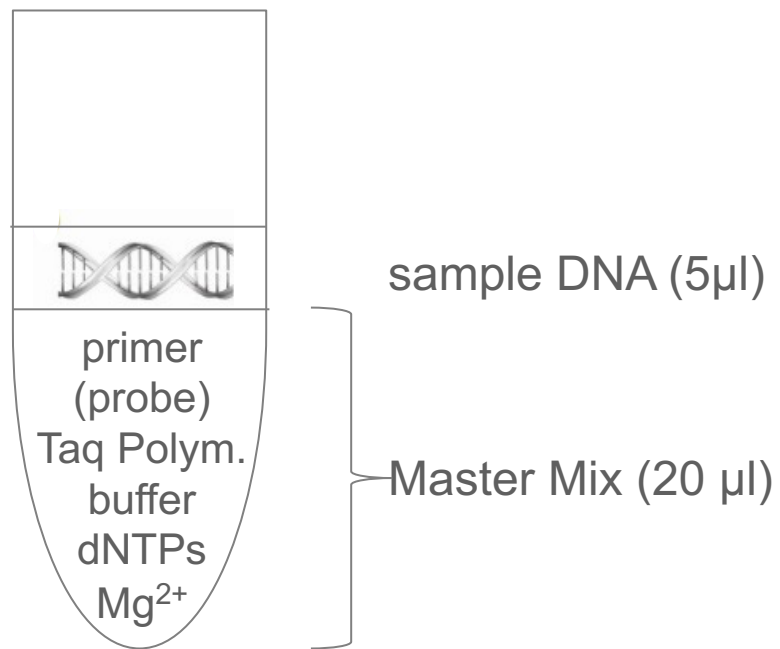 sample DNA (5µl)
primer
(probe)
Taq Polym.
buffer
dNTPs
Mg²⁺
Master Mix (20 µl)